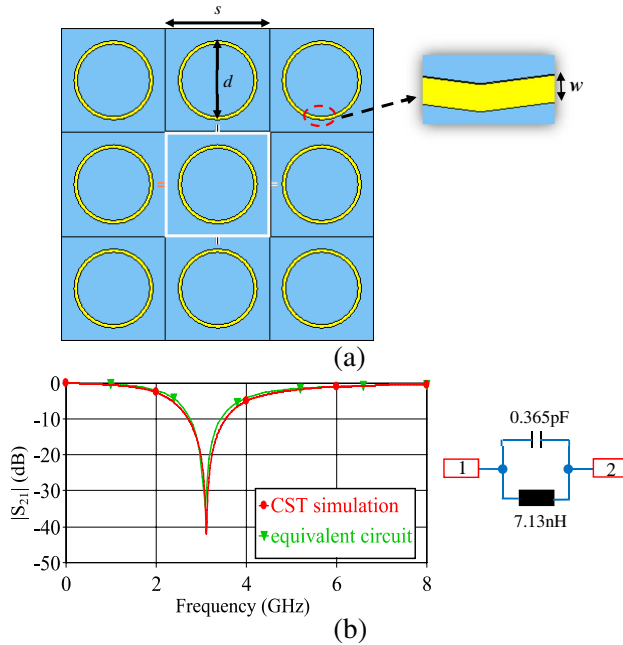 s
d
w
(a)
0
-10
-20
-30
-40
-50
|S21| (dB)
CST simulation
equivalent circuit
0 2 4 6 8
Frequency (GHz)
0.365pF
1 2
7.13nH
(b)